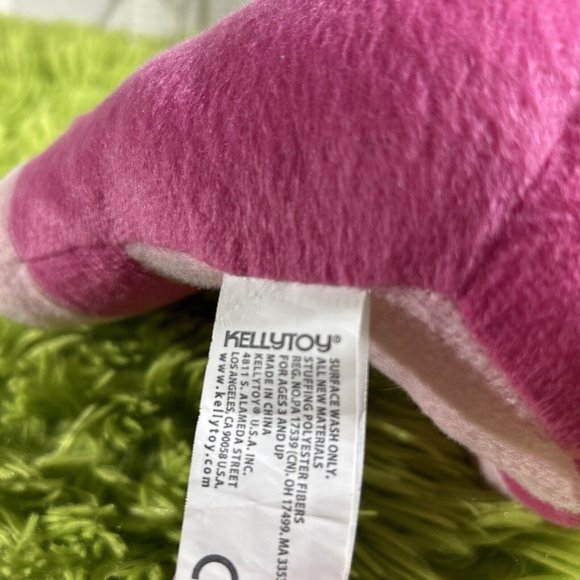 KELLYTOY®
SURFACE WASH ONLY.
ALL NEW MATERIALS
STUFFING POLYESTER FIBERS
REG. NO.PA 17539 (CN). OH 17499. MA
FOR AGES 3 AND UP
MADE IN CHINA
KELLYTOY® U.S.A. INC.
4811 S. ALAMEDA STREET
LOS ANGELES, CA 90058 U.S.A.
www.kellytoy.com